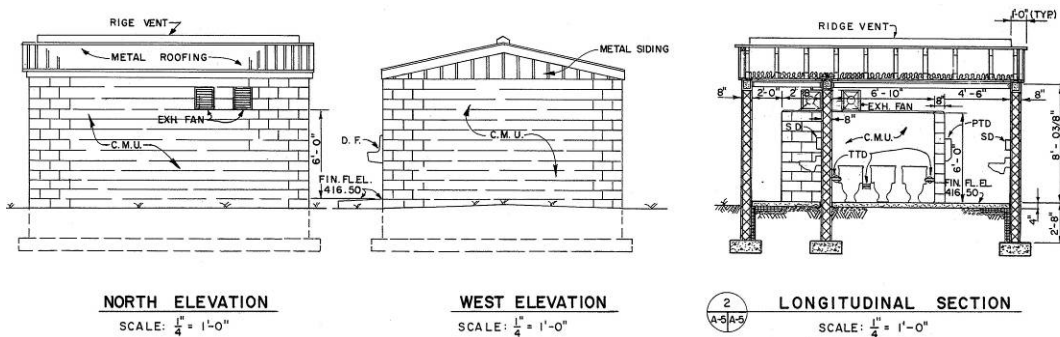 RIGE VENT
METAL ROOFING
EXH. FAN
C.M.U.
6'-0"
NORTH ELEVATION
SCALE: 1/4" = 1'-0"
METAL SIDING
D.F.
C.M.U.
FIN. FL. EL.
416.50
WEST ELEVATION
SCALE: 1/4" = 1'-0"
RIDGE VENT
1'-0" (TYP)
8"
2'-0"
2'
8"
6'-10"
4'-6"
8"
EXH. FAN
8"
8"
S.D.
C.M.U.
PTD
SD
TTD
6'-0"
FIN. FL. EL.
416.50
8'-03/8"
4"
2'-8"
2
A-5 A-5
LONGITUDINAL SECTION
SCALE: 1/4" = 1'-0"